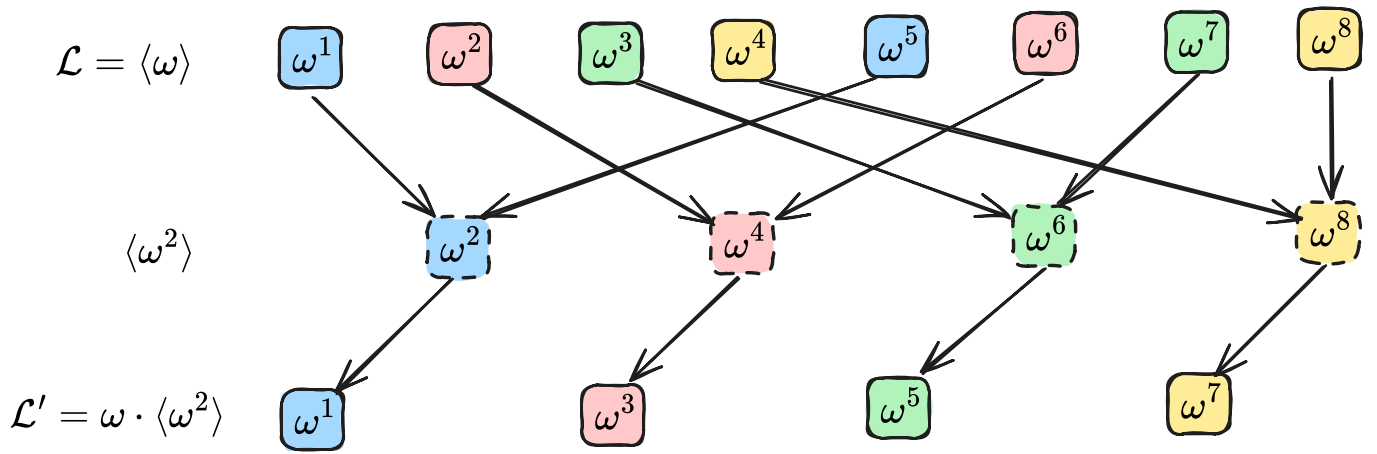 𝓛 = ⟨ω⟩ ω¹ ω² ω³ ω⁴ ω⁵ ω⁶ ω⁷ ω⁸
⟨ω²⟩ ω² ω⁴ ω⁶ ω⁸
𝓛′ = ω · ⟨ω²⟩ ω¹ ω³ ω⁵ ω⁷